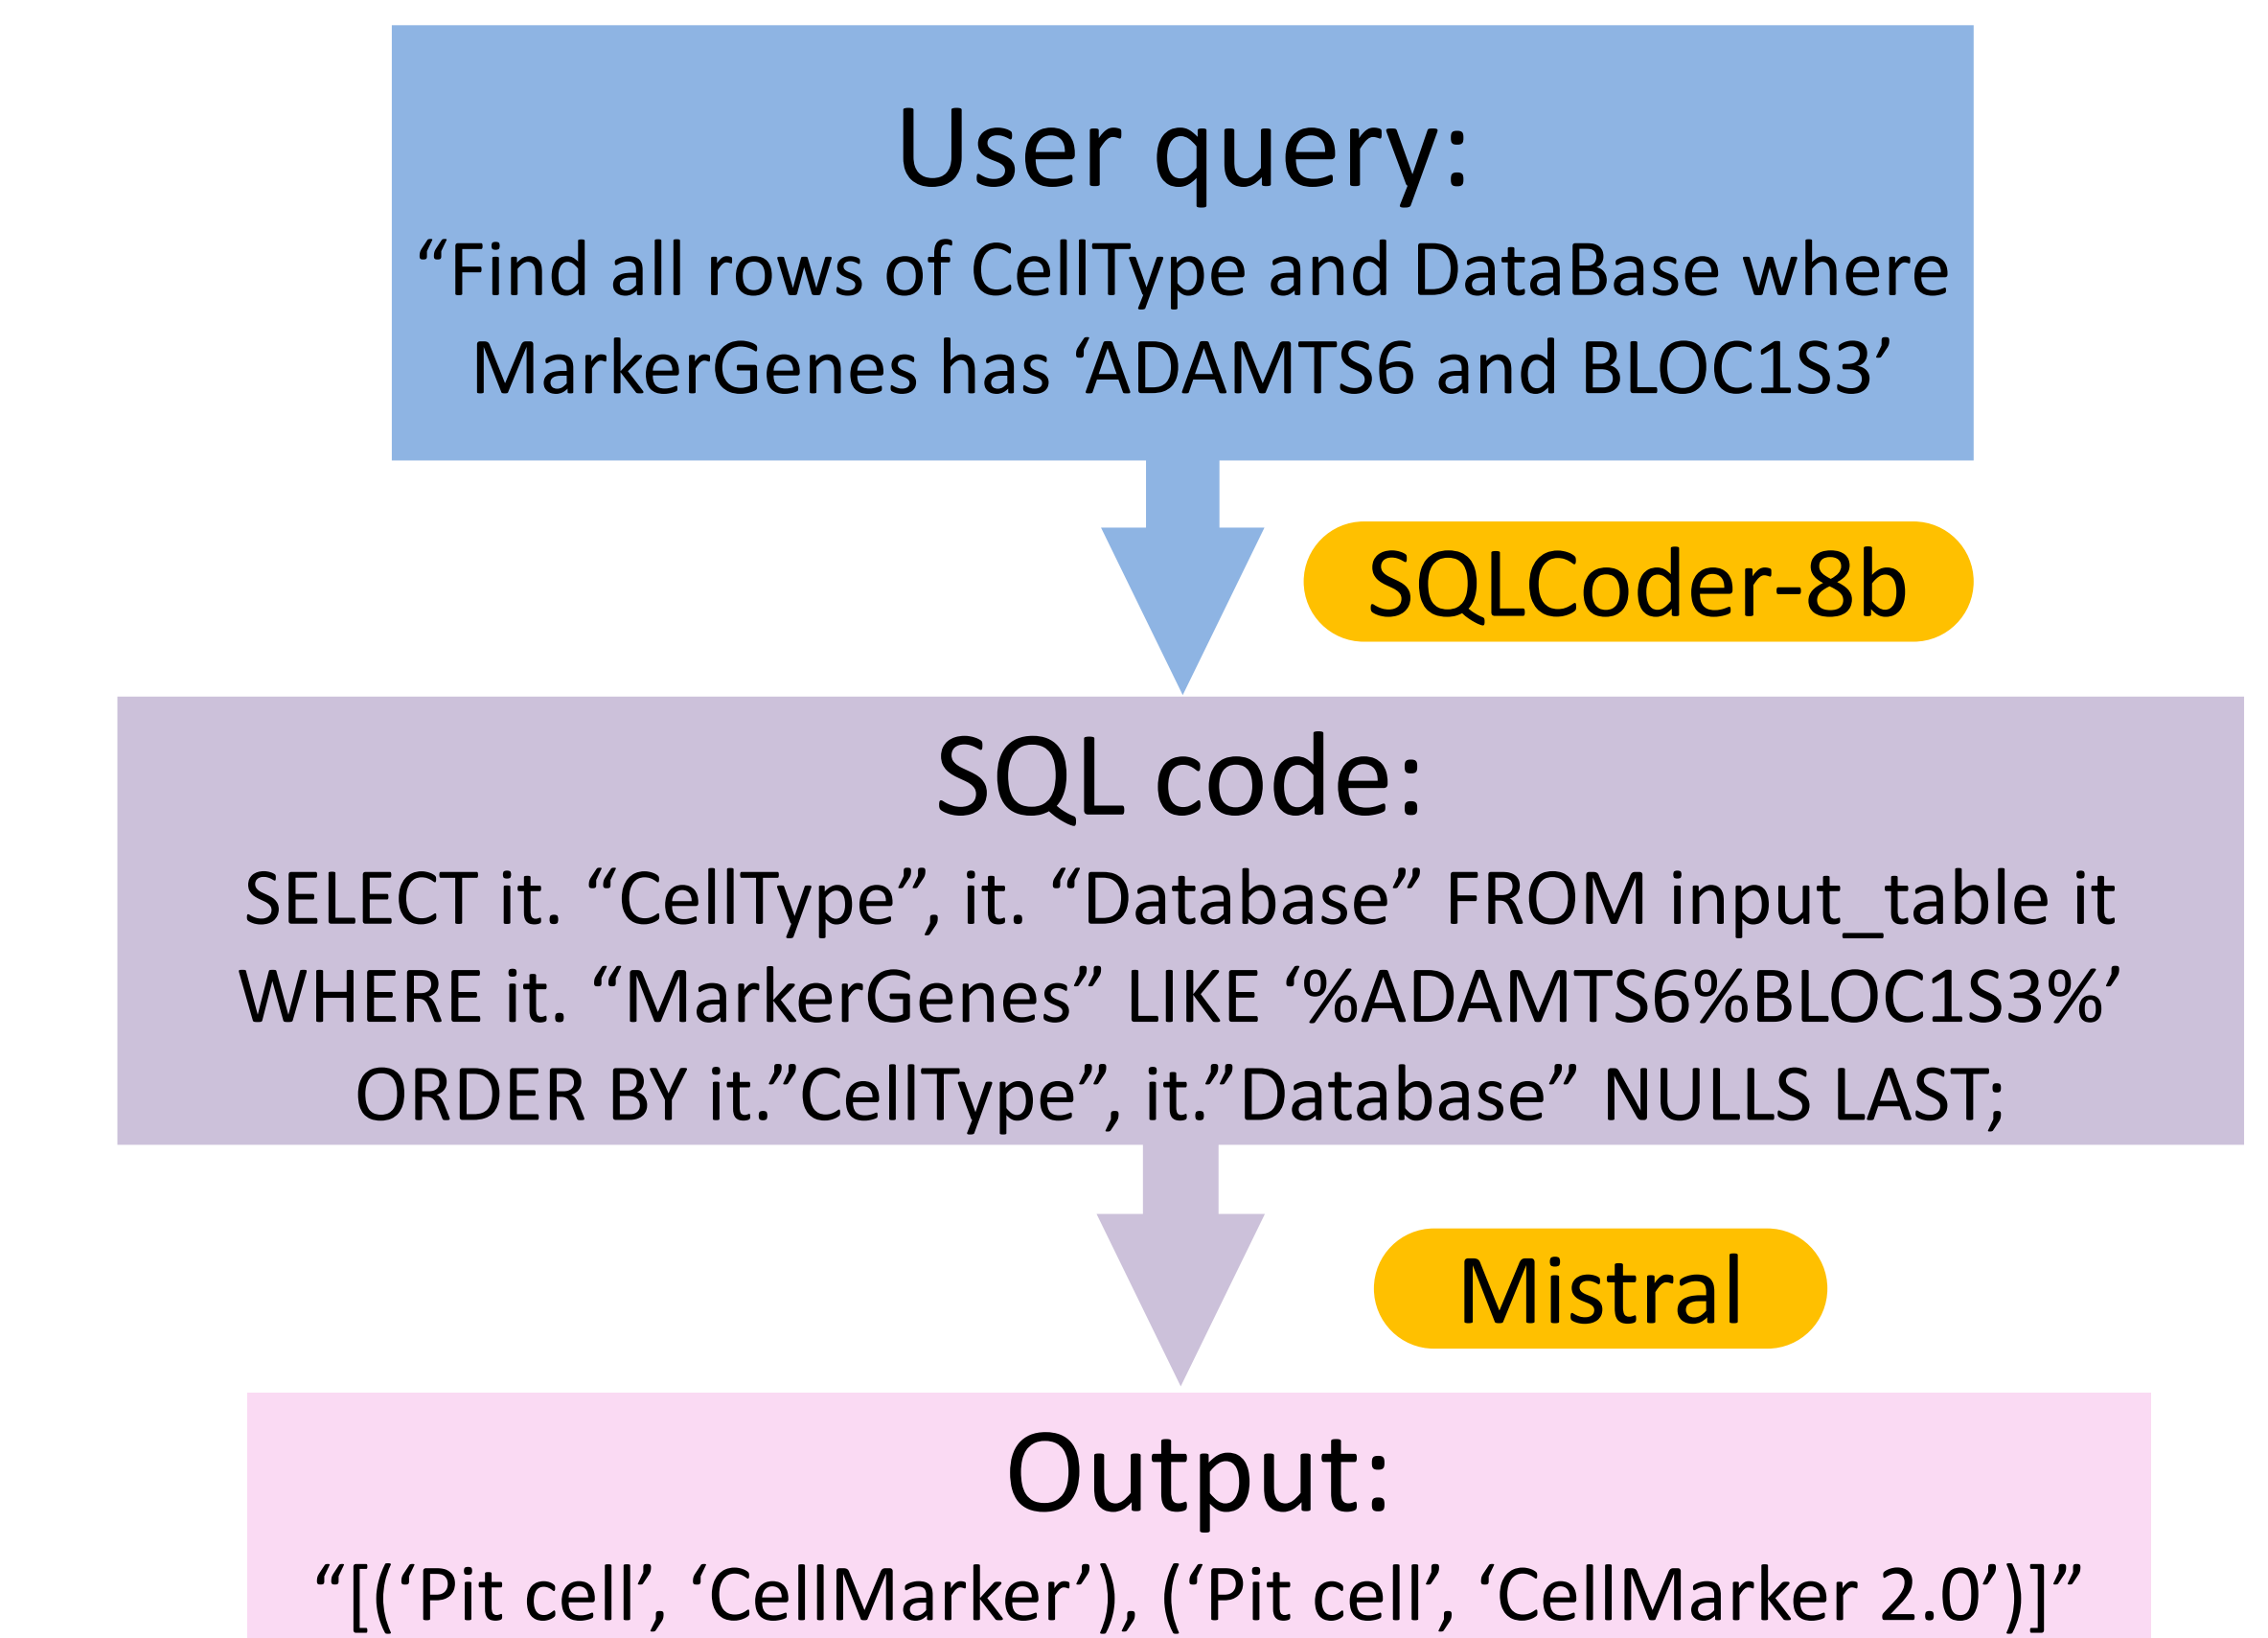 User query:
“Find all rows of CellType and DataBase where
MarkerGenes has ‘ADAMTS6 and BLOC1S3’
SQLCoder-8b
SQL code:
SELECT it. “CellType”, it. “Database” FROM input_table it
WHERE it. “MarkerGenes” LIKE ‘%ADAMTS6%BLOC1S3%’
ORDER BY it.”CellType”, it.”Database” NULLS LAST;
Mistral
Output:
“[(‘Pit cell’, ‘CellMarker’), (‘Pit cell’, ‘CellMarker 2.0’)]”